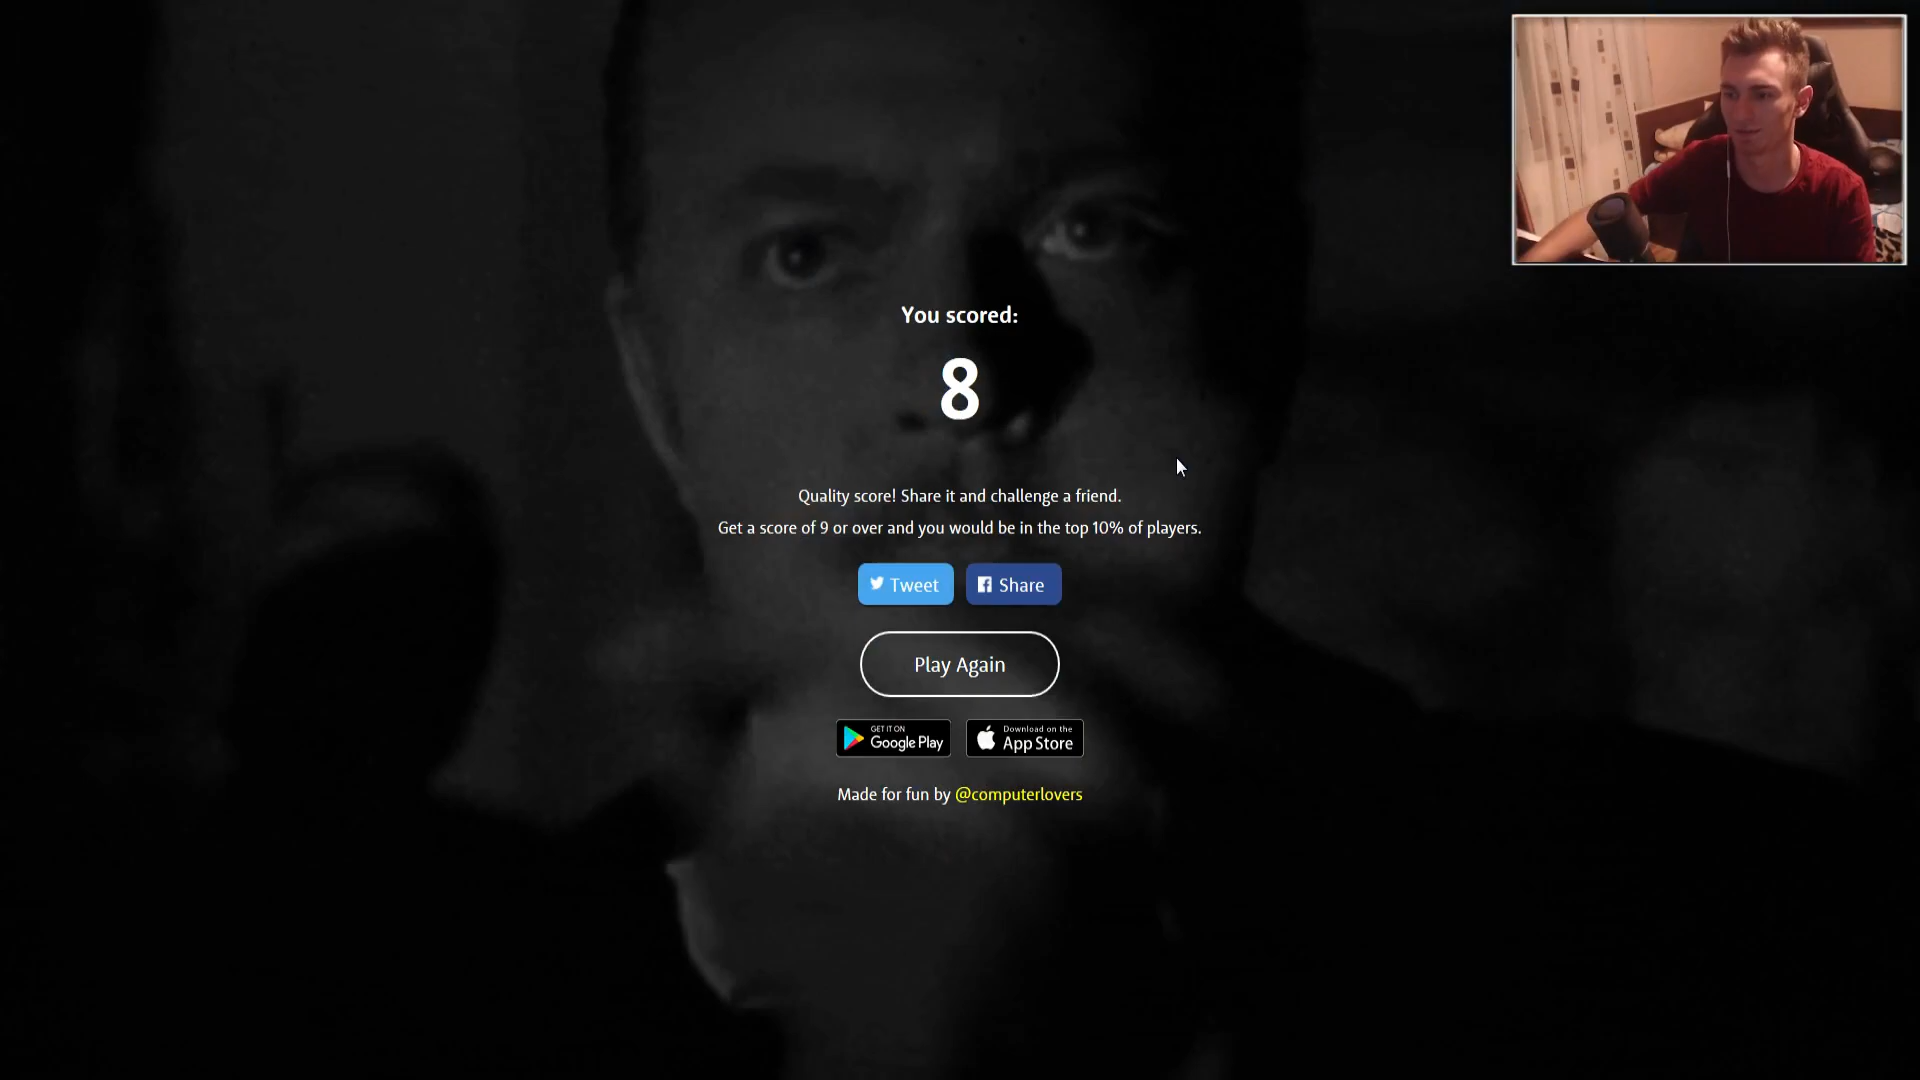 You scored:
8
Quality score! Share it and challenge a friend.
Get a score of 9 or over and you would be in the top 10% of players.
Tweet
Share
Play Again
GET IT ON
Google Play
Download on the
App Store
Made for fun by @computerlovers